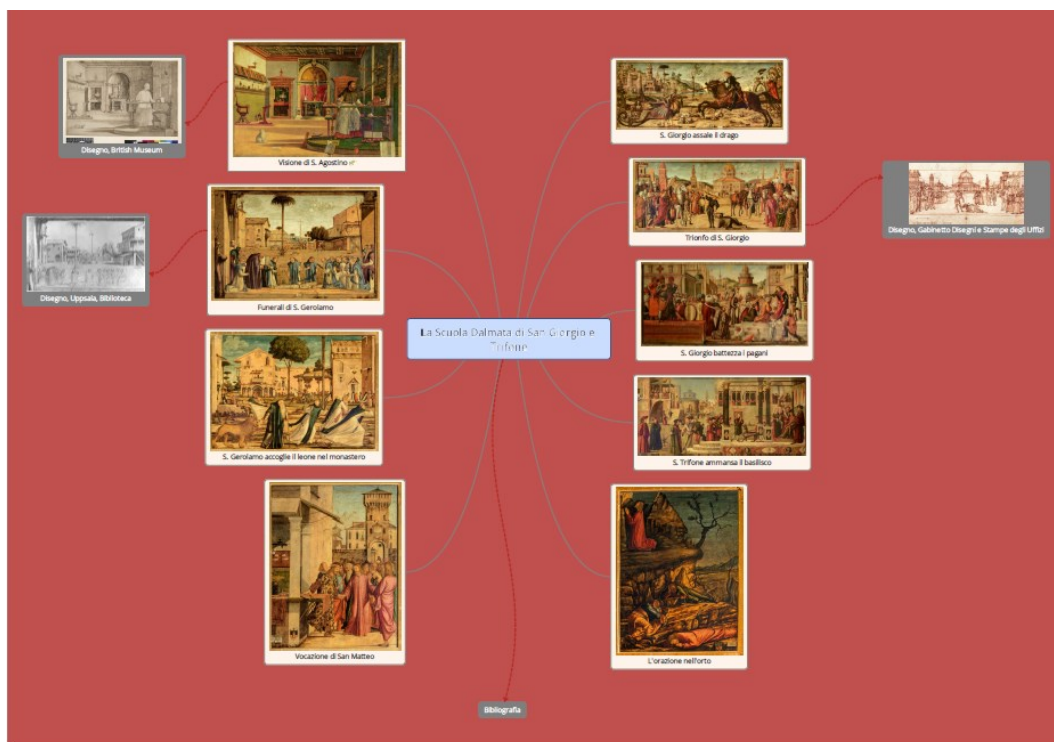 Disegno, British Museum
Visione di S. Agostino
S. Giorgio assale il drago
Trionfo di S. Giorgio
Disegno, Gabinetto Disegni e Stampe degli Uffizi
Disegno, Uppsala, Biblioteca
Funerali di S. Gerolamo
La Scuola Dalmata di San Giorgio e
Trifone
S. Giorgio battezza i pagani
S. Gerolamo accoglie il leone nel monastero
S. Trifone ammansa il basilisco
Vocazione di San Matteo
L'orazione nell'orto
Bibliografia